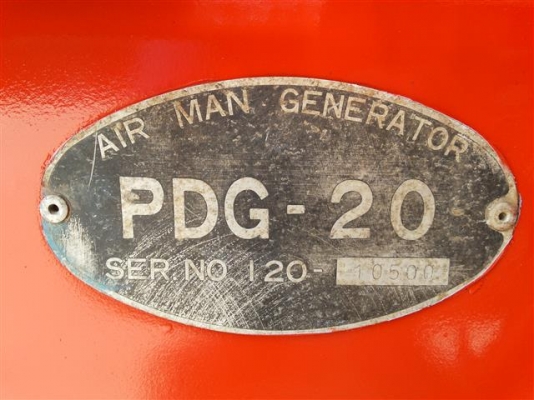 AIR MAN GENERATOR
PDG-20
SER NO 120-10500